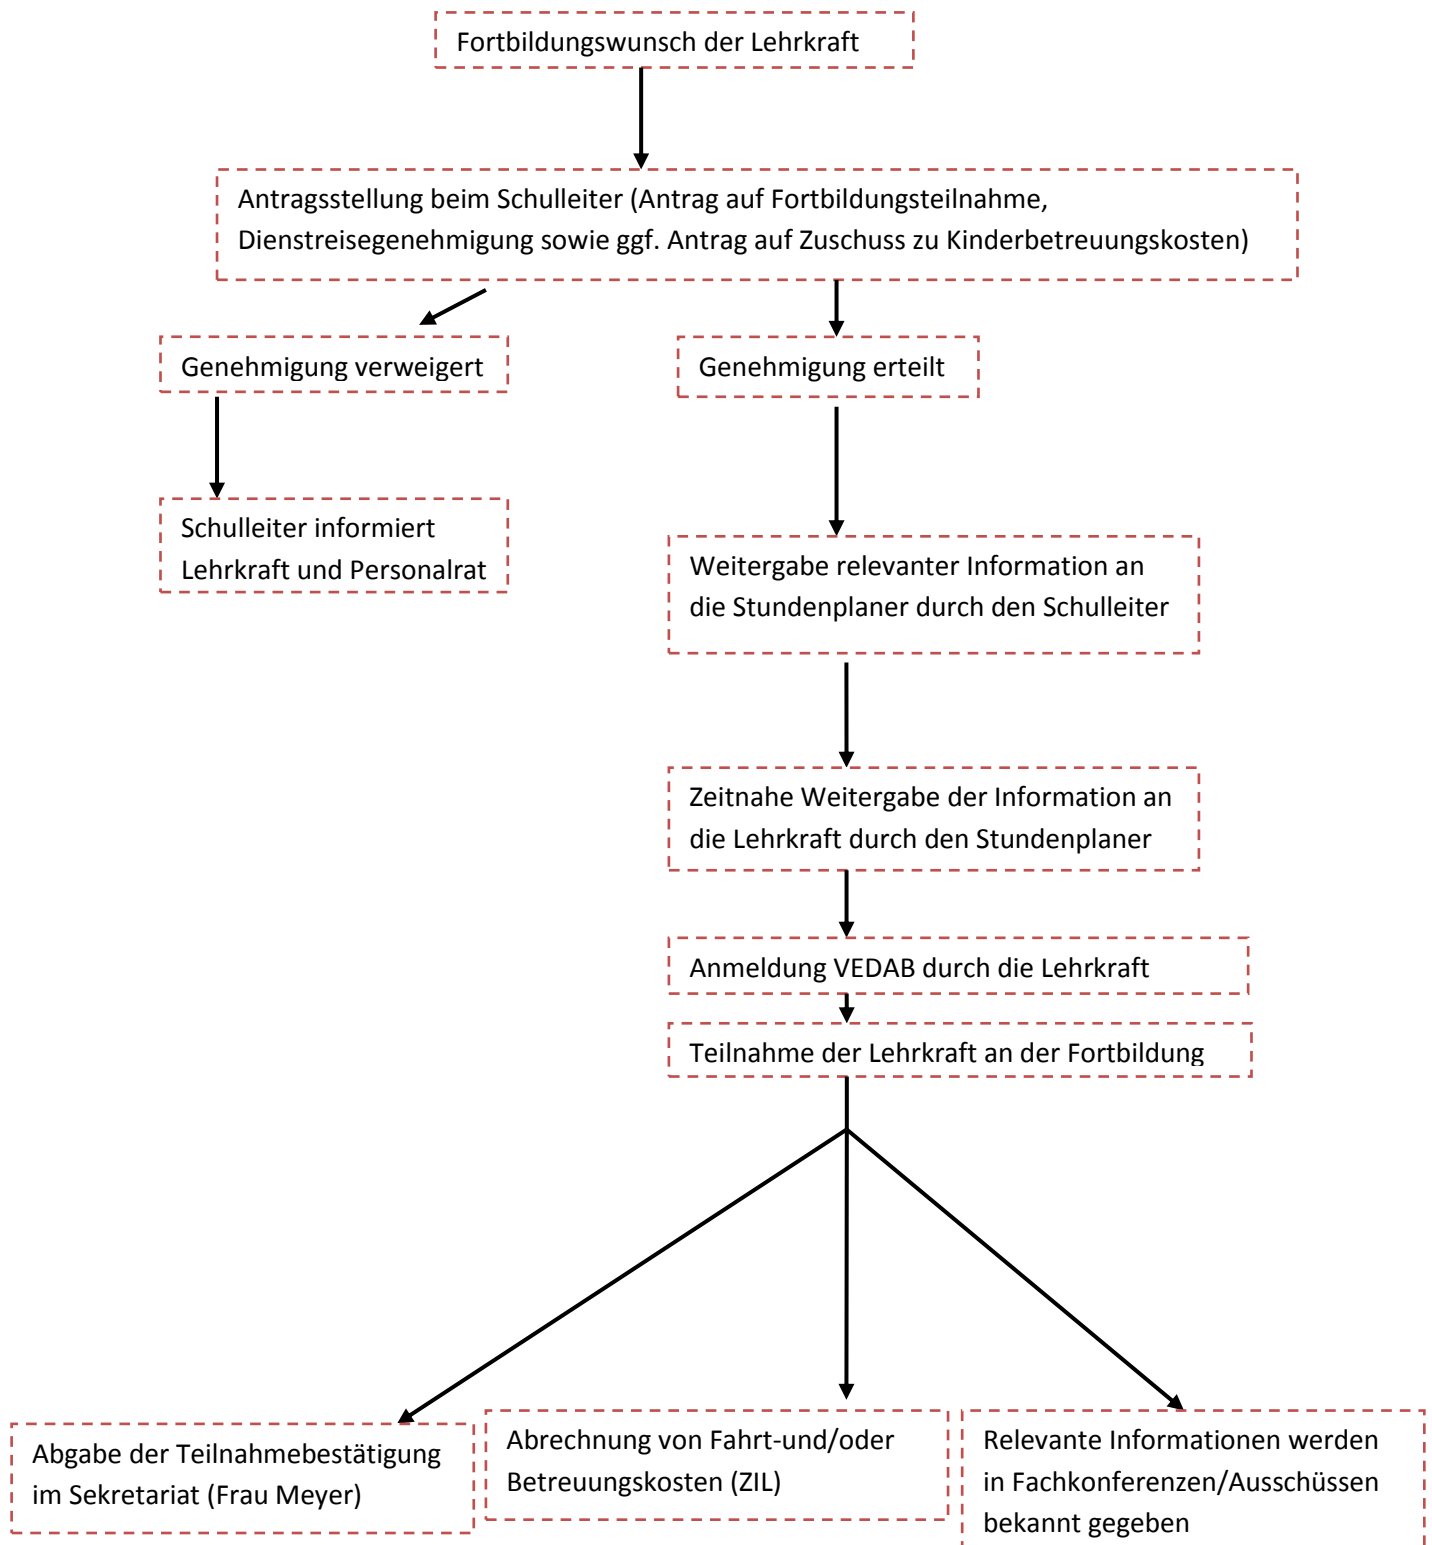 Fortbildungswunsch der Lehrkraft
Antragsstellung beim Schulleiter (Antrag auf Fortbildungsteilnahme,
Dienstreisegenehmigung sowie ggf. Antrag auf Zuschuss zu Kinderbetreuungskosten)
Genehmigung verweigert
Genehmigung erteilt
Schulleiter informiert
Lehrkraft und Personalrat
Weitergabe relevanter Information an
die Stundenplaner durch den Schulleiter
Zeitnahe Weitergabe der Information an
die Lehrkraft durch den Stundenplaner
Anmeldung VEDAB durch die Lehrkraft
Teilnahme der Lehrkraft an der Fortbildung
Abgabe der Teilnahmebestätigung
im Sekretariat (Frau Meyer)
Abrechnung von Fahrt-und/oder
Betreuungskosten (ZIL)
Relevante Informationen werden
in Fachkonferenzen/Ausschüssen
bekannt gegeben